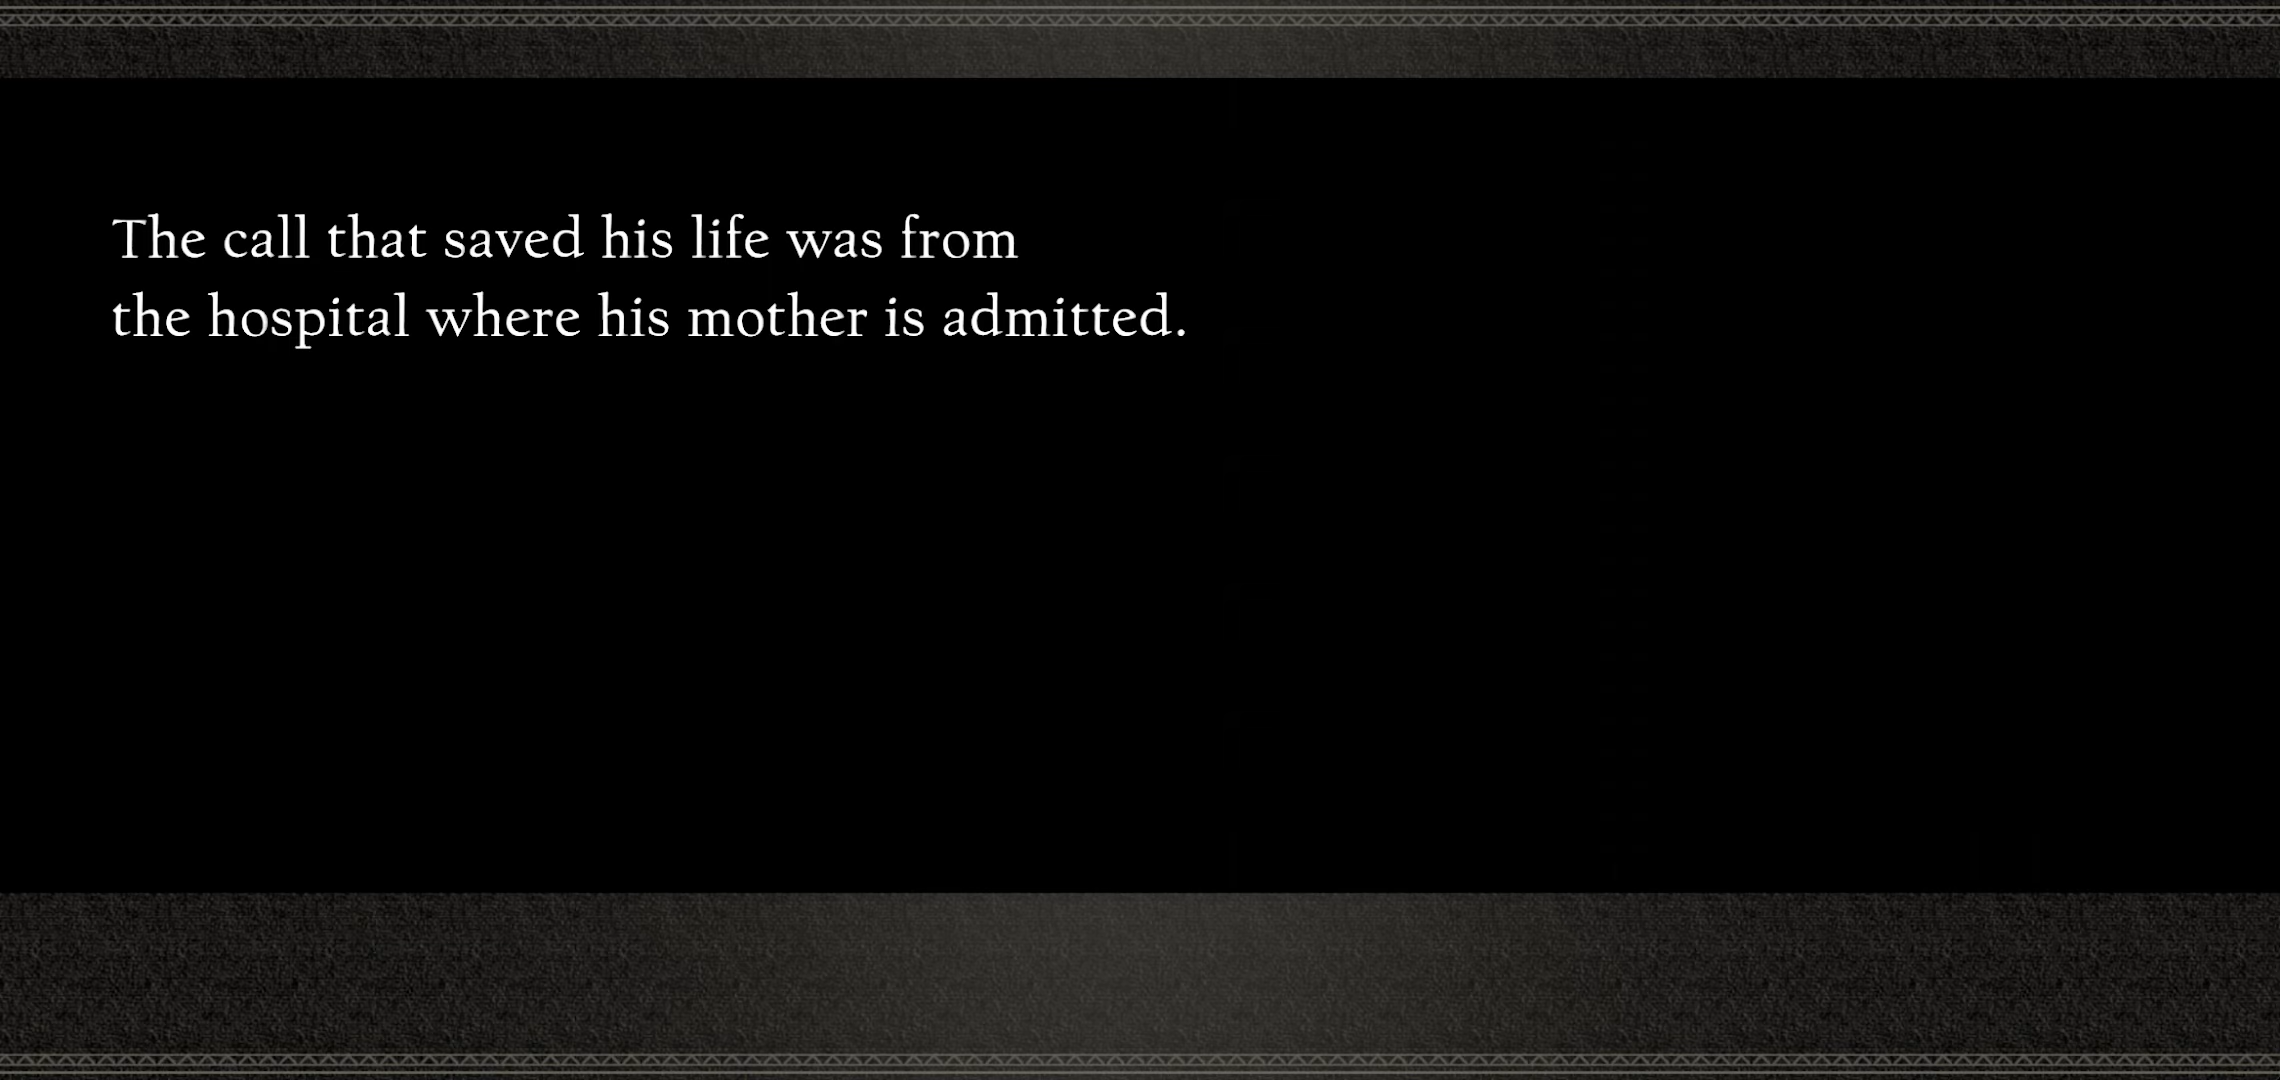 The call that saved his life was from
the hospital where his mother is admitted.